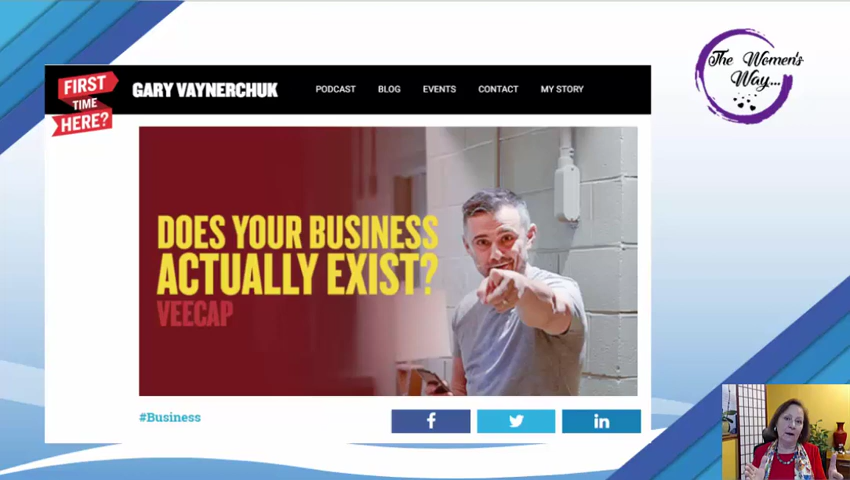 FIRST
TIME
HERE?
GARY VAYNERCHUK
PODCAST BLOG EVENTS CONTACT MY STORY
The Women's
Way...
DOES YOUR BUSINESS
ACTUALLY EXIST?
VEECAP
#Business